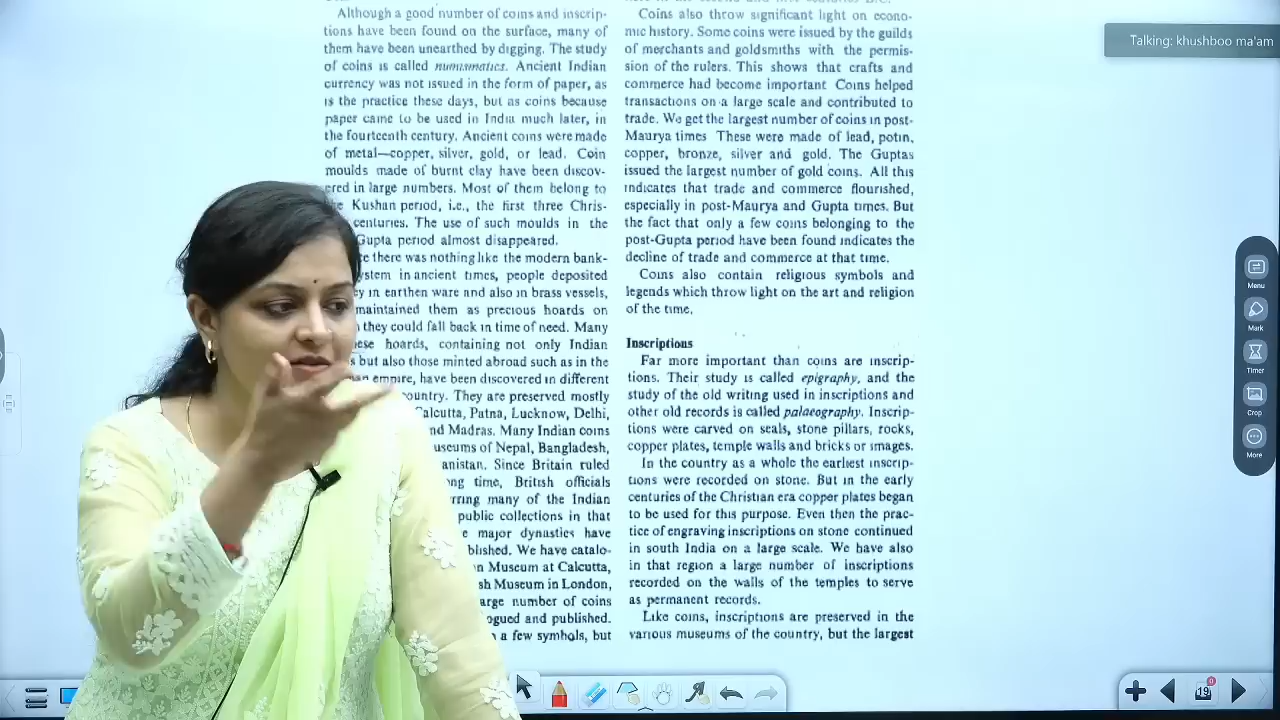 Although a good number of coins and inscrip-
tions have been found on the surface, many of
them have been unearthed by digging. The study
of coins is called numismatics. Ancient Indian
currency was not issued in the form of paper, as
is the practice these days, but as coins because
paper came to be used in India much later, in
the fourteenth century. Ancient coins were made
of metal—copper, silver, gold, or lead. Coin
moulds made of burnt clay have been discov-
ered in large numbers. Most of them belong to
Kushan period, i.e., the first three Chris-
centuries. The use of such moulds in the
Gupta period almost disappeared.
there was nothing like the modern bank-
ystem in ancient times, people deposited
ey in earthen ware and also in brass vessels,
maintained them as precious hoards on
they could fall back in time of need. Many
ese hoards, containing not only Indian
s but also those minted abroad such as in the
an empire, have been discovered in different
ountry. They are preserved mostly
Calcutta, Patna, Lucknow, Delhi,
nd Madras. Many Indian coins
useums of Nepal, Bangladesh,
anistan. Since Britain ruled
ong time, British officials
rring many of the Indian
public collections in that
e major dynasties have
blished. We have catalo-
n Museum at Calcutta,
sh Museum in London,
arge number of coins
ogued and published.
a few symbols, but
Coins also throw significant light on econo-
mic history. Some coins were issued by the guilds
of merchants and goldsmiths with the permis-
sion of the rulers. This shows that crafts and
commerce had become important Coins helped
transactions on a large scale and contributed to
trade. We get the largest number of coins in post-
Maurya times These were made of lead, potin,
copper, bronze, silver and gold. The Guptas
issued the largest number of gold coins. All this
indicates that trade and commerce flourished,
especially in post-Maurya and Gupta times. But
the fact that only a few coins belonging to the
post-Gupta period have been found indicates the
decline of trade and commerce at that time.
Coins also contain religious symbols and
legends which throw light on the art and religion
of the time.
Inscriptions
Far more important than coins are inscrip-
tions. Their study is called epigraphy, and the
study of the old writing used in inscriptions and
other old records is called palaeography. Inscrip-
tions were carved on seals, stone pillars, rocks,
copper plates, temple walls and bricks or images.
In the country as a whole the earliest inscrip-
tions were recorded on stone. But in the early
centuries of the Christian era copper plates began
to be used for this purpose. Even then the prac-
tice of engraving inscriptions on stone continued
in south India on a large scale. We have also
in that region a large number of inscriptions
recorded on the walls of the temples to serve
as permanent records.
Like coins, inscriptions are preserved in the
various museums of the country, but the largest
Talking: khushboo ma'am
Menu
Mark
Timer
Crop
More
19
0